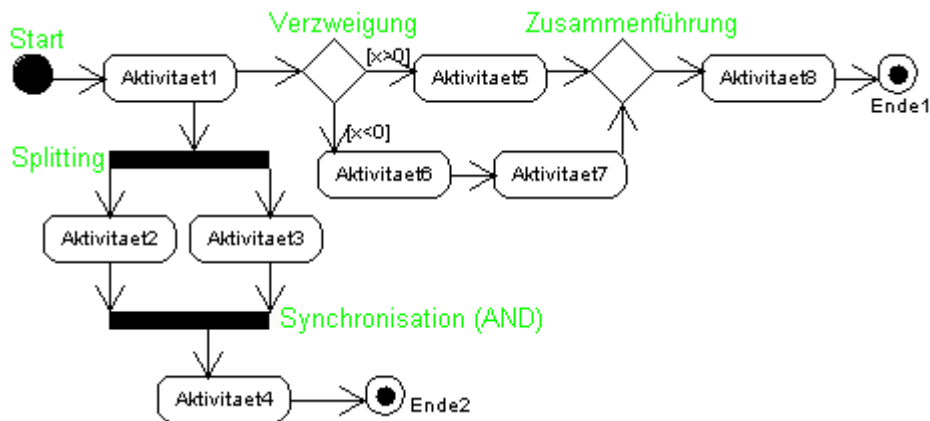 Start
Verzweigung
Zusammenführung
Aktivitaet1
[x>0]
Aktivitaet5
Aktivitaet8
Ende1
[x<0]
Splitting
Aktivitaet6
Aktivitaet7
Aktivitaet2
Aktivitaet3
Synchronisation (AND)
Aktivitaet4
Ende2